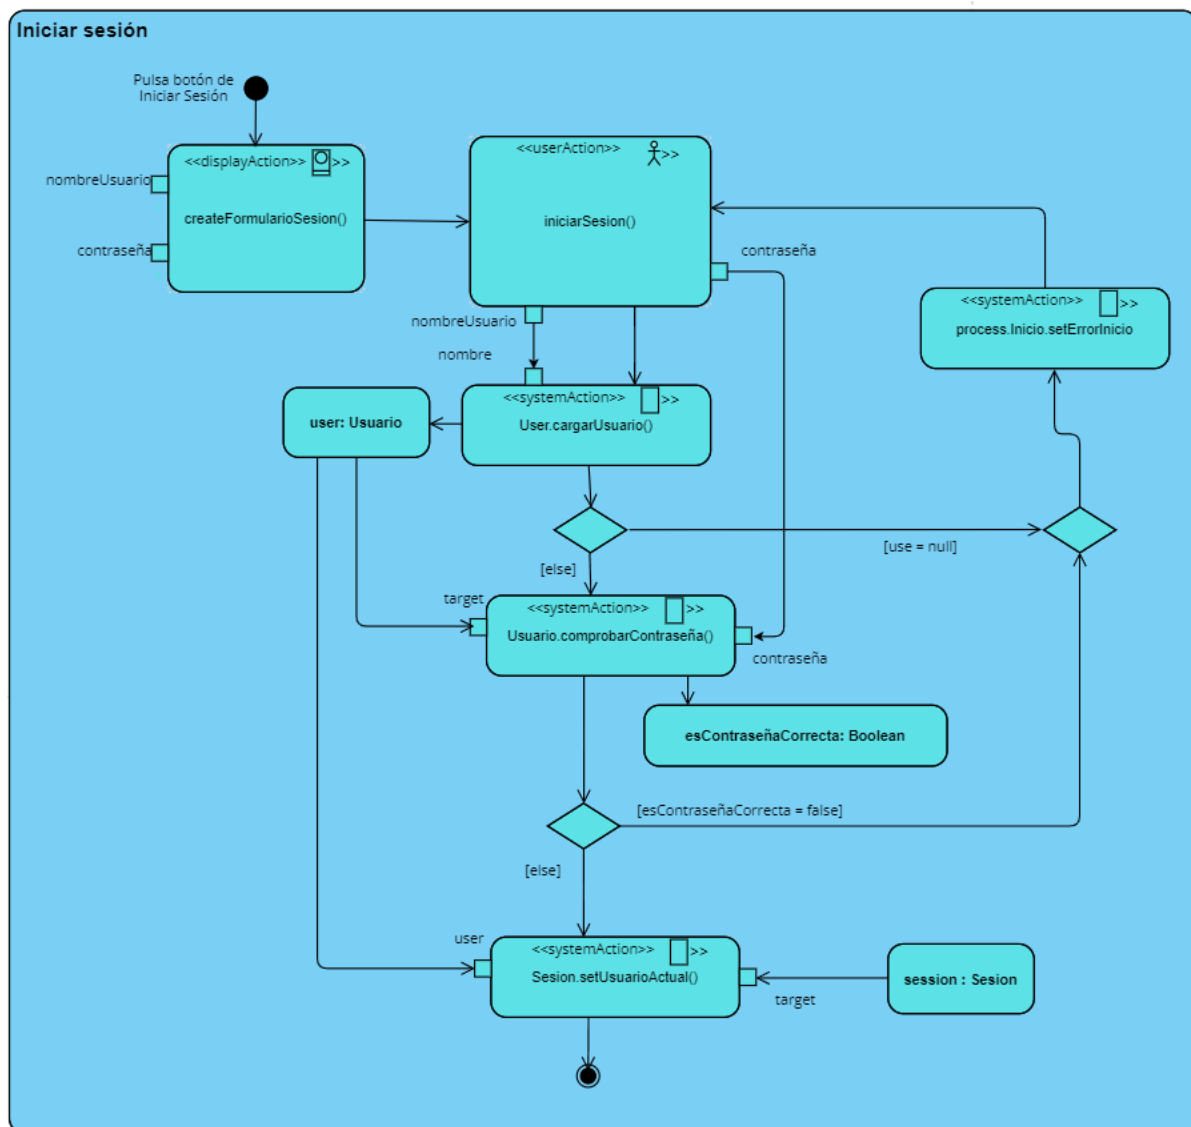 Iniciar sesión
Pulsa botón de
Iniciar Sesión
<<displayAction>> >>
nombreUsuario
createFormularioSesion()
contraseña
<<userAction>> >>
iniciarSesion()
contraseña
nombreUsuario
nombre
<<systemAction>> >>
process.Inicio.setErrorInicio
<<systemAction>> >>
User.cargarUsuario()
user: Usuario
[use = null]
[else]
target
<<systemAction>> >>
Usuario.comprobarContraseña()
contraseña
esContraseñaCorrecta: Boolean
[esContraseñaCorrecta = false]
[else]
user
<<systemAction>> >>
Sesion.setUsuarioActual()
session : Sesion
target